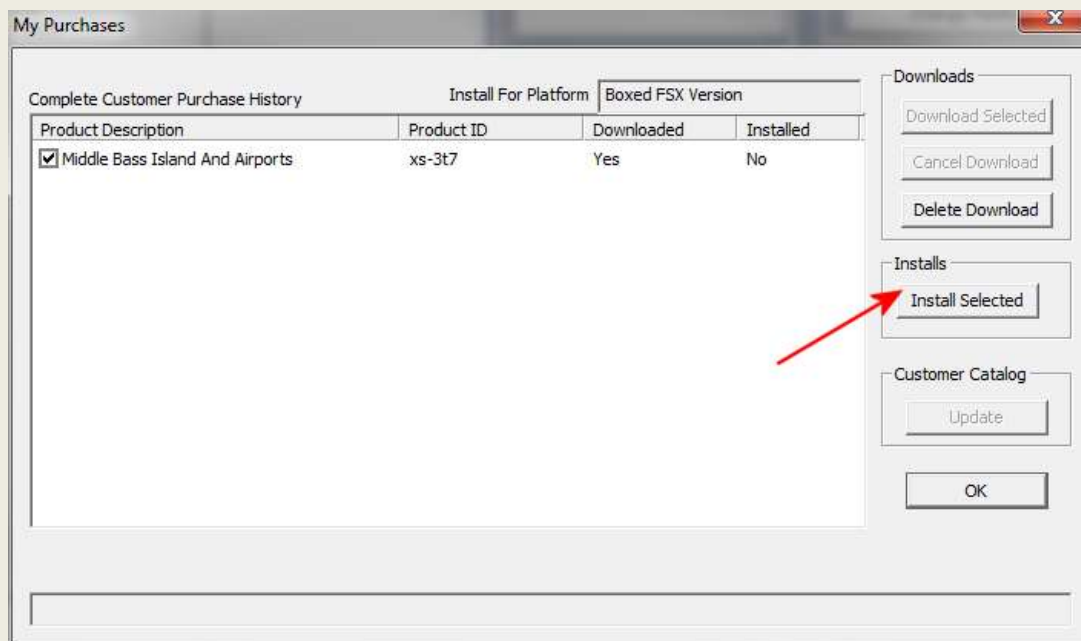 My Purchases
Complete Customer Purchase History
Install For Platform Boxed FSX Version
Product Description Product ID Downloaded Installed
Middle Bass Island And Airports xs-3t7 Yes No
Downloads
Download Selected
Cancel Download
Delete Download
Installs
Install Selected
Customer Catalog
Update
OK